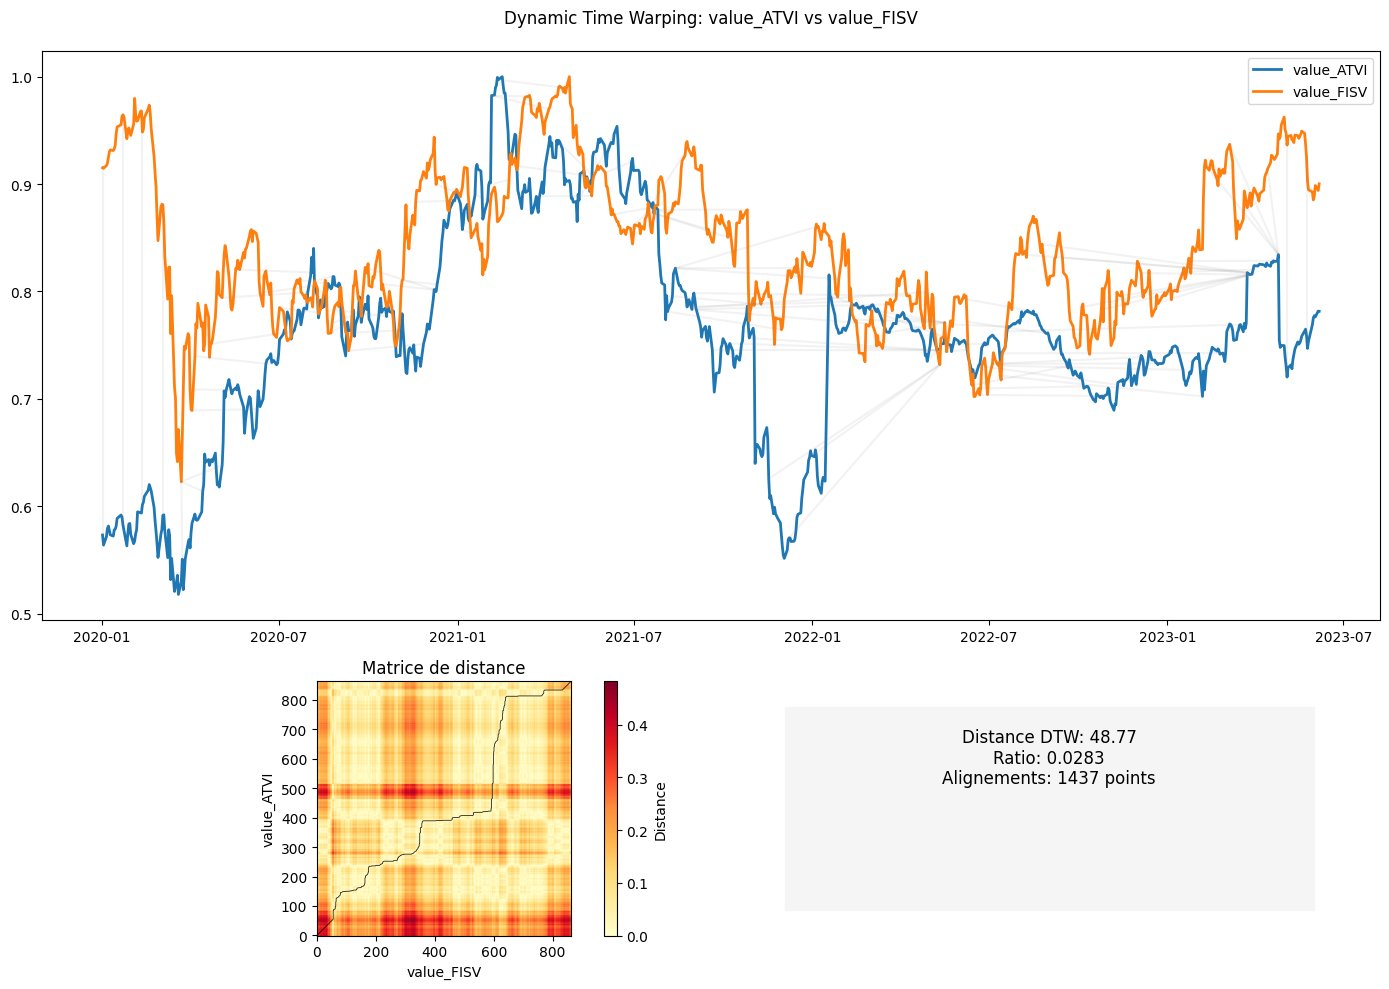 Dynamic Time Warping: value_ATVI vs value_FISV
value_ATVI
value_FISV
1.0
0.9
0.8
0.7
0.6
0.5
2020-01 2020-07 2021-01 2021-07 2022-01 2022-07 2023-01 2023-07
Matrice de distance
800
700
600
500
400
300
200
100
0
value_ATVI
0 200 400 600 800
value_FISV
0.4
0.3
0.2
0.1
0.0
Distance
Distance DTW: 48.77
Ratio: 0.0283
Alignements: 1437 points